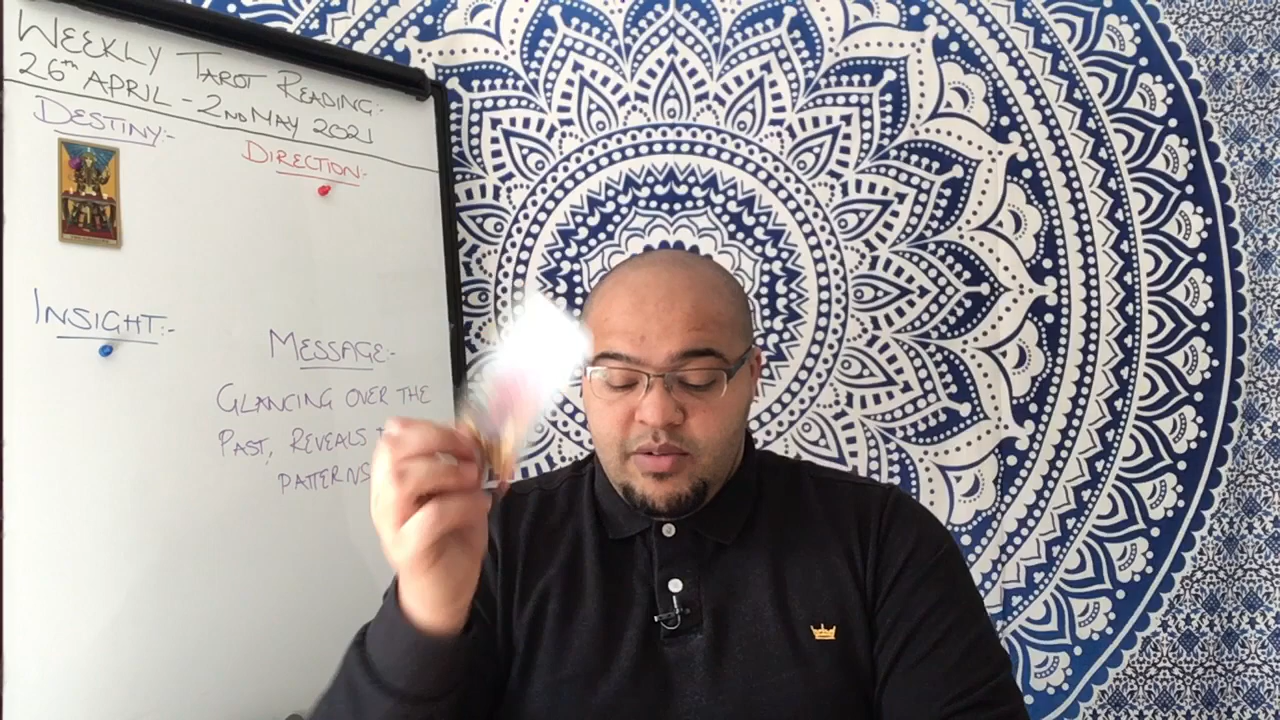 WEEKLY TAROT READING:-
26TH APRIL - 2ND MAY 2021
DESTINY:-
DIRECTION:-
INSIGHT:-
MESSAGE:-
GLANCING OVER THE
PAST, REVEALS
PATTERNS